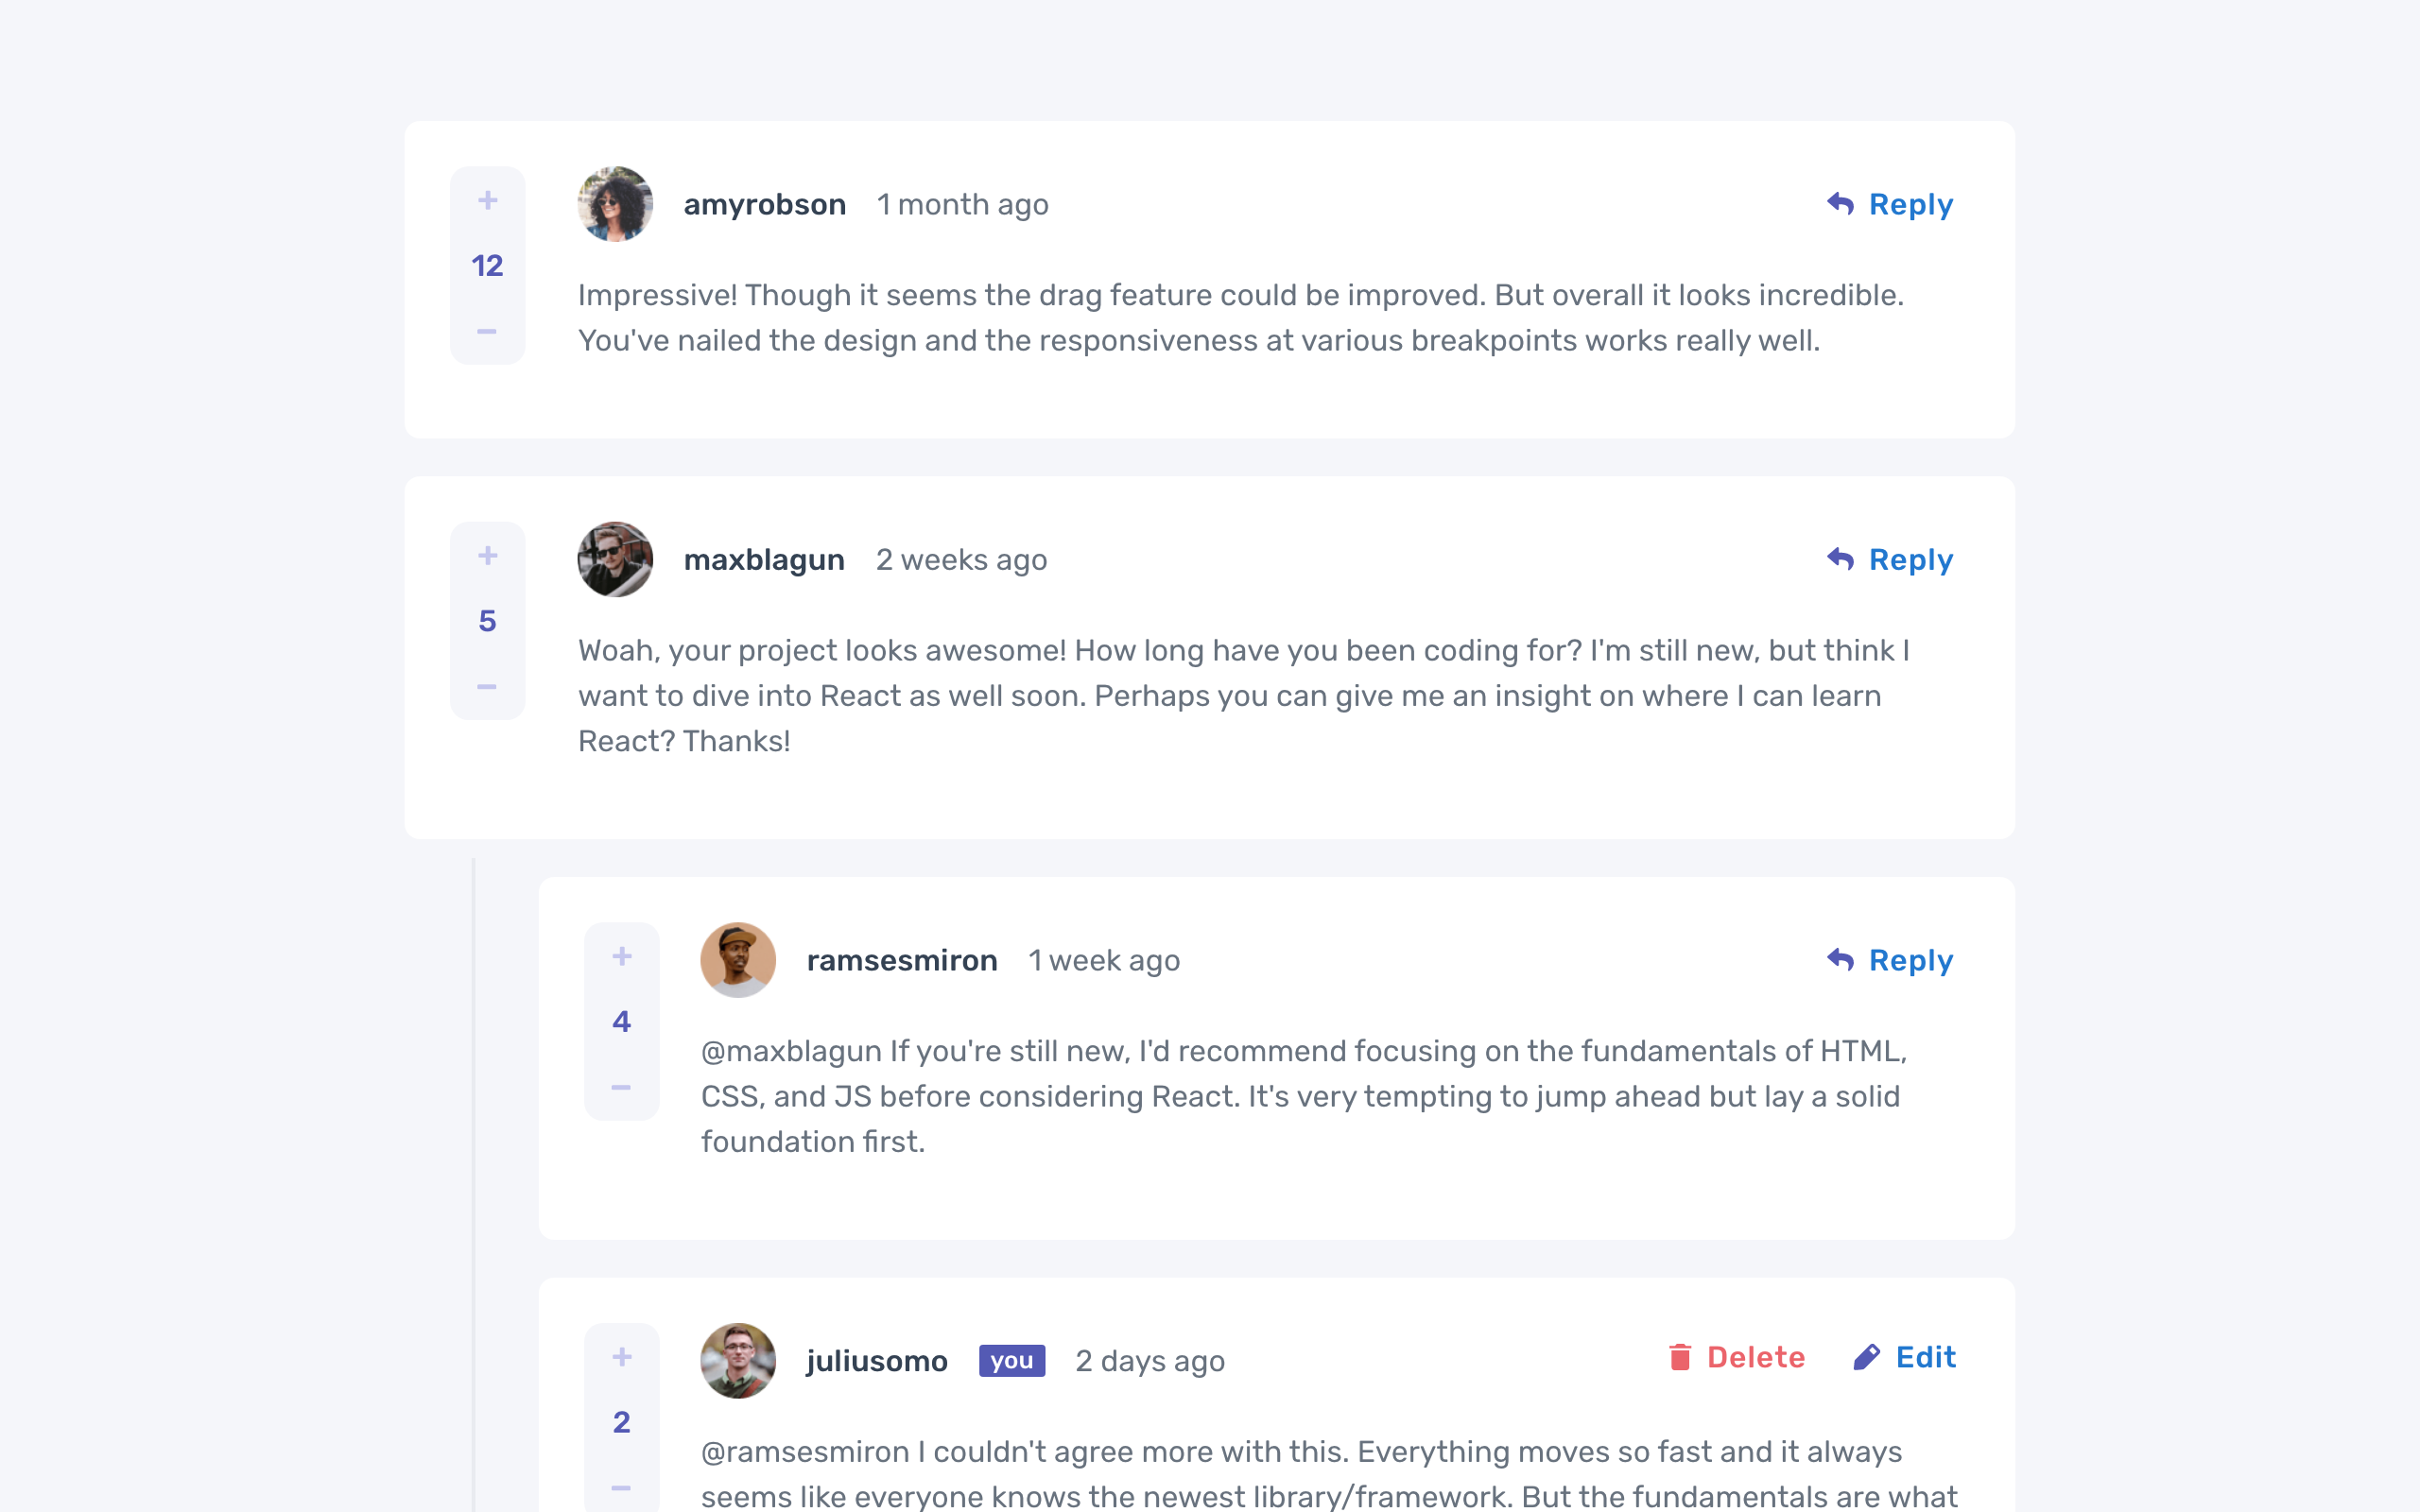 +
12
−
amyrobson 1 month ago
Reply
Impressive! Though it seems the drag feature could be improved. But overall it looks incredible.
You've nailed the design and the responsiveness at various breakpoints works really well.
+
5
−
maxblagun 2 weeks ago
Reply
Woah, your project looks awesome! How long have you been coding for? I'm still new, but think I
want to dive into React as well soon. Perhaps you can give me an insight on where I can learn
React? Thanks!
+
4
−
ramsesmiron 1 week ago
Reply
@maxblagun If you're still new, I'd recommend focusing on the fundamentals of HTML,
CSS, and JS before considering React. It's very tempting to jump ahead but lay a solid
foundation first.
+
2
−
juliusomo you 2 days ago
Delete Edit
@ramsesmiron I couldn't agree more with this. Everything moves so fast and it always
seems like everyone knows the newest library/framework. But the fundamentals are what